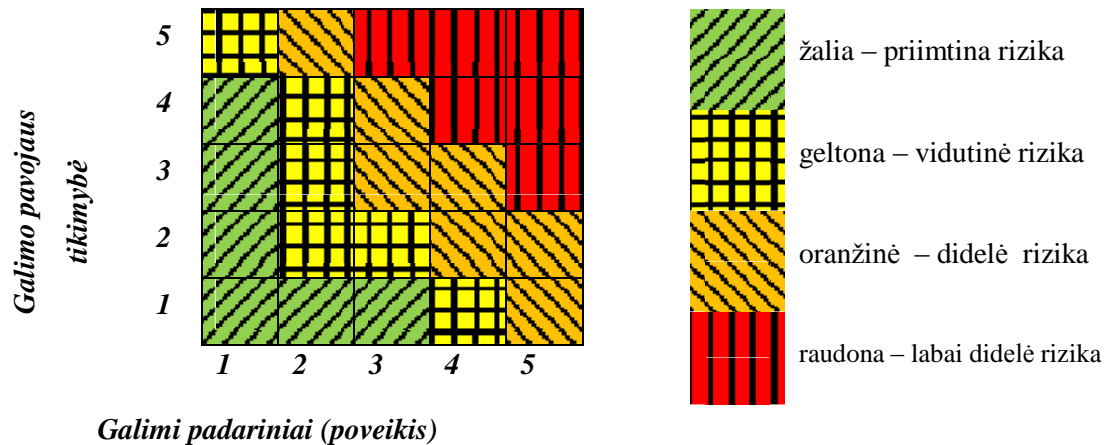 Galimo pavojaus
tikimybė
5
4
3
2
1
1 2 3 4 5
Galimi padariniai (poveikis)
žalia – priimtina rizika
geltona – vidutinė rizika
oranžinė – didelė rizika
raudona – labai didelė rizika